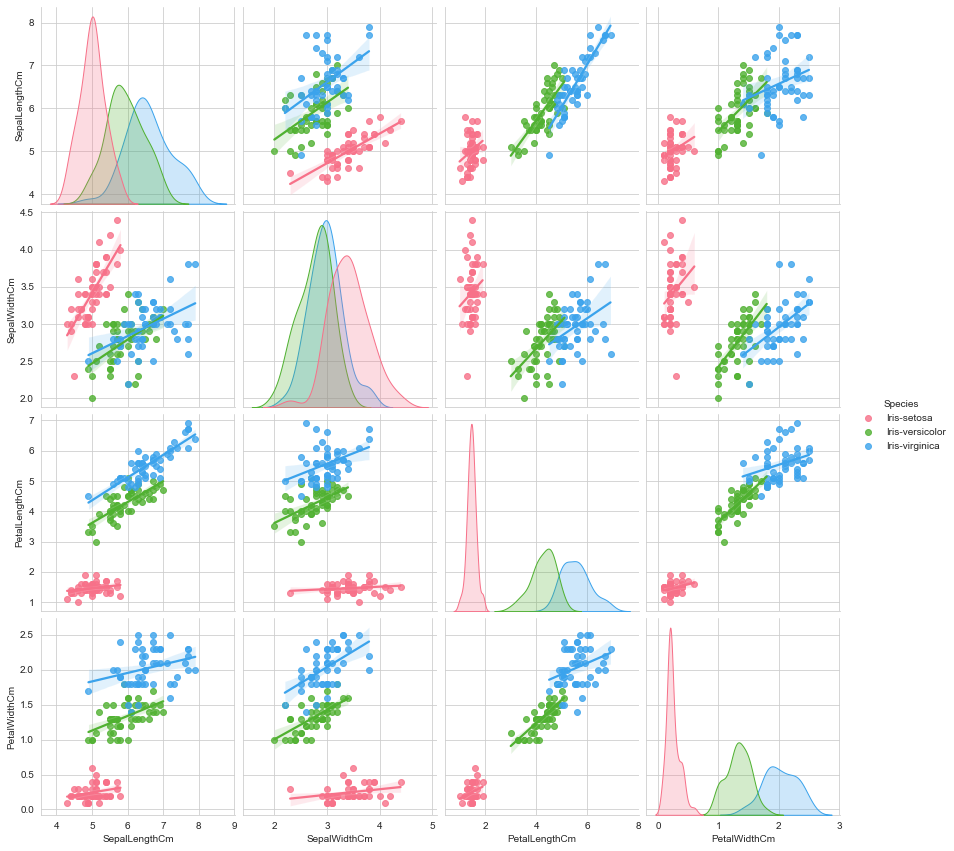 8
7
6
5
4
SepalLengthCm
4.5
4.0
3.5
3.0
2.5
2.0
SepalWidthCm
Species
Iris-setosa
Iris-versicolor
Iris-virginica
7
6
5
4
3
2
1
PetalLengthCm
2.5
2.0
1.5
1.0
0.5
0.0
PetalWidthCm
4 5 6 7 8 9
SepalLengthCm
2 3 4 5
SepalWidthCm
2 4 6 8
PetalLengthCm
0 1 2 3
PetalWidthCm